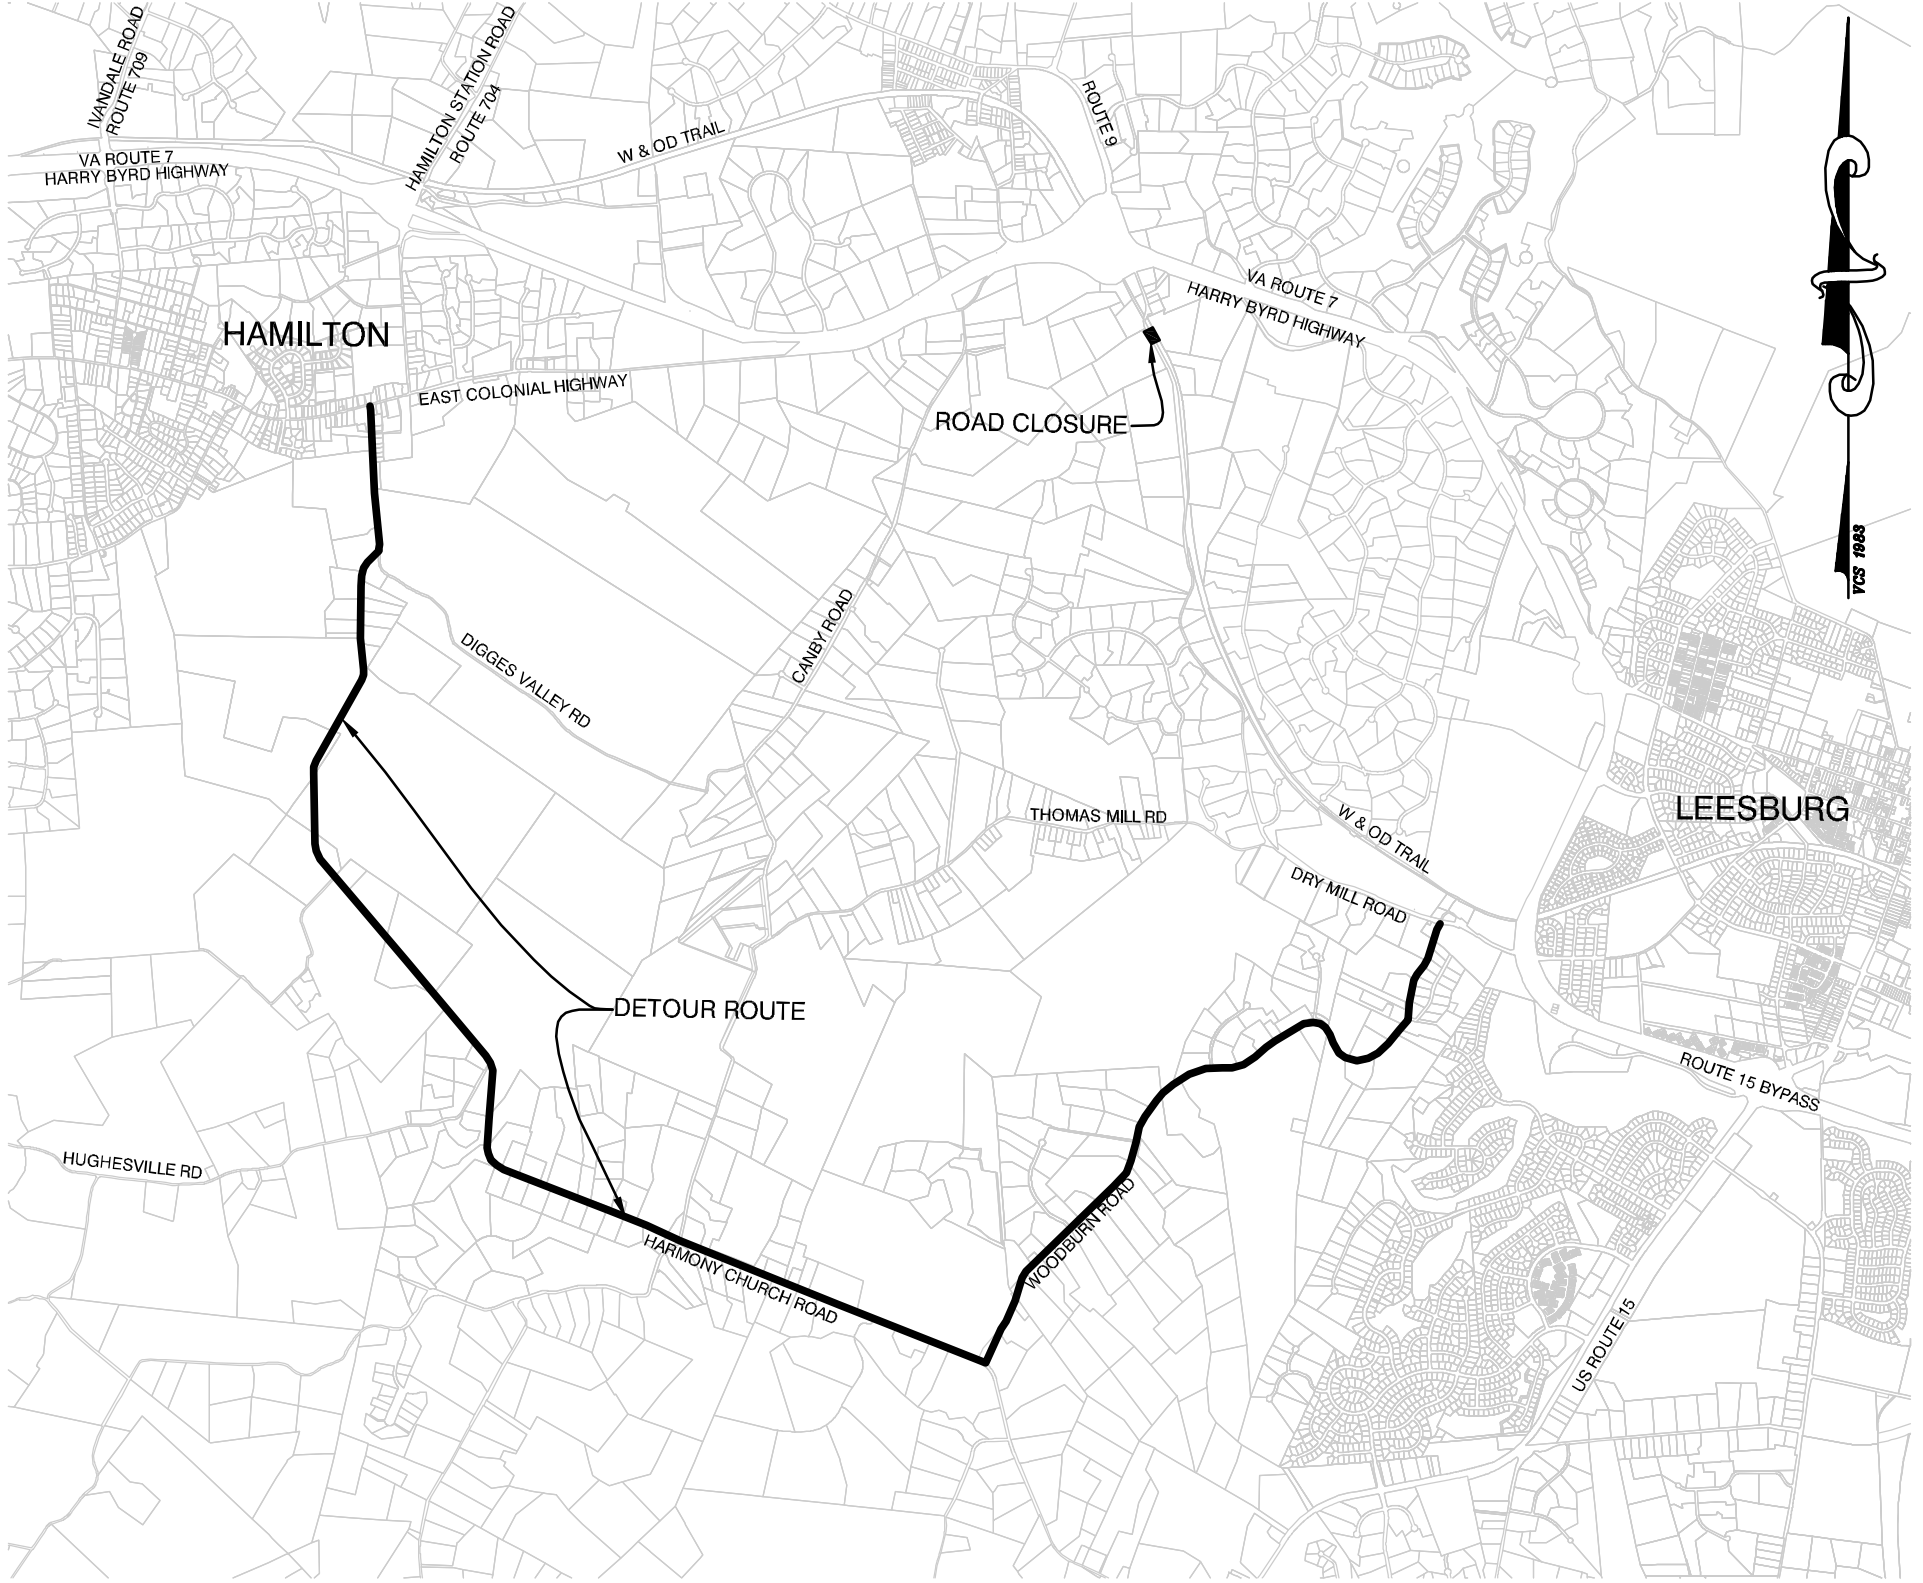 IVANDALE ROAD
ROUTE 709
HAMILTON STATION ROAD
ROUTE 704
VA ROUTE 7
HARRY BYRD HIGHWAY
W & OD TRAIL
ROUTE 9
VA ROUTE 7
HARRY BYRD HIGHWAY
HAMILTON
EAST COLONIAL HIGHWAY
ROAD CLOSURE
VCS 1983
CANBY ROAD
DIGGES VALLEY RD
THOMAS MILL RD
W & OD TRAIL
LEESBURG
DRY MILL ROAD
DETOUR ROUTE
ROUTE 15 BYPASS
HUGHESVILLE RD
WOODBURN ROAD
HARMONY CHURCH ROAD
US ROUTE 15